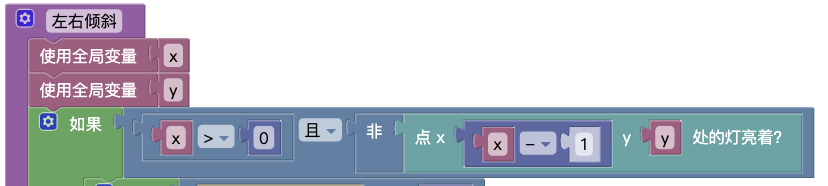 左右倾斜
使用全局变量 x
使用全局变量 y
如果 x > 0 且 非 点 x x - 1 y y 处的灯亮着?